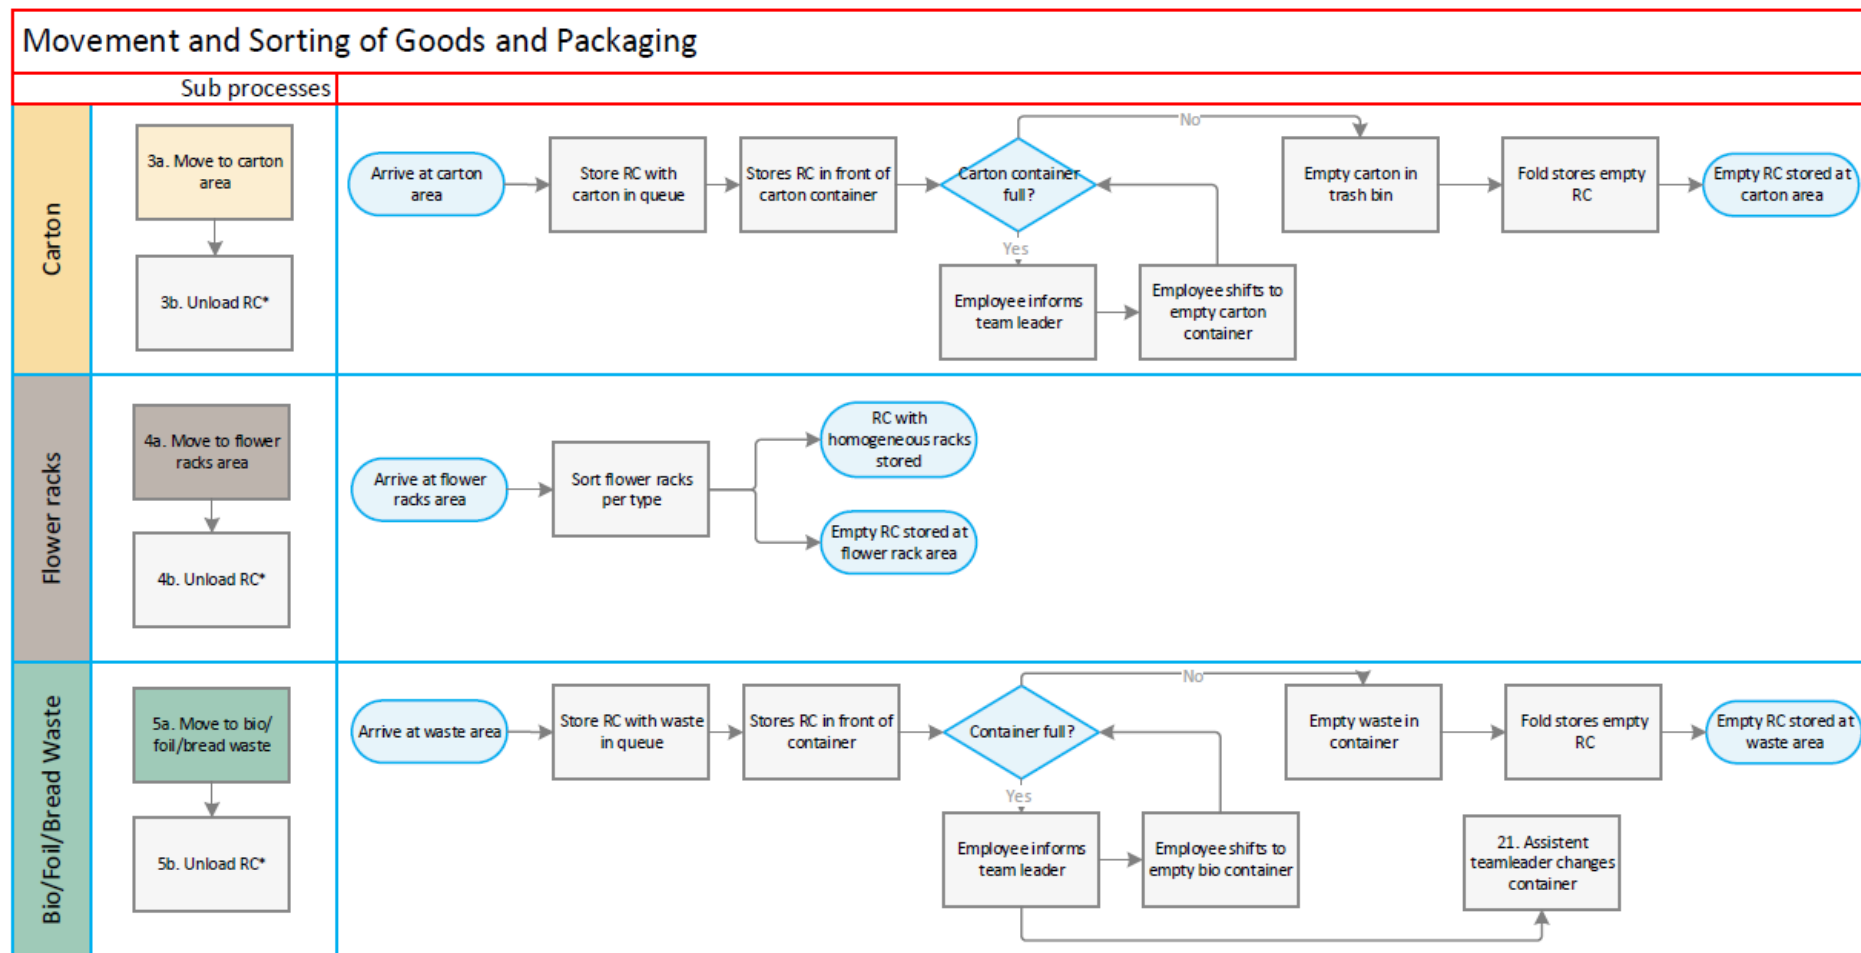 Movement and Sorting of Goods and Packaging
Sub processes
Carton
3a. Move to carton
area
3b. Unload RC*
Arrive at carton
area
Store RC with
carton in queue
Stores RC in front of
carton container
Carton container
full?
No
Yes
Employee informs
team leader
Employee shifts to
empty carton
container
Empty carton in
trash bin
Fold stores empty
RC
Empty RC stored at
carton area
Flower racks
4a. Move to flower
racks area
4b. Unload RC*
Arrive at flower
racks area
Sort flower racks
per type
RC with
homogeneous racks
stored
Empty RC stored at
flower rack area
Bio/Foil/Bread Waste
5a. Move to bio/
foil/bread waste
5b. Unload RC*
Arrive at waste area
Store RC with waste
in queue
Stores RC in front of
container
Container full?
No
Yes
Employee informs
team leader
Employee shifts to
empty bio container
Empty waste in
container
Fold stores empty
RC
Empty RC stored at
waste area
21. Assistent
teamleader changes
container